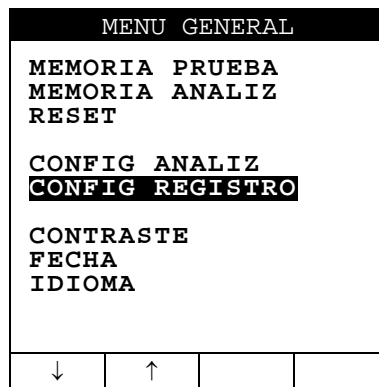 MENU GENERAL
MEMORIA PRUEBA
MEMORIA ANALIZ
RESET
CONFIG ANALIZ
CONFIG REGISTRO
CONTRASTE
FECHA
IDIOMA
↓ ↑